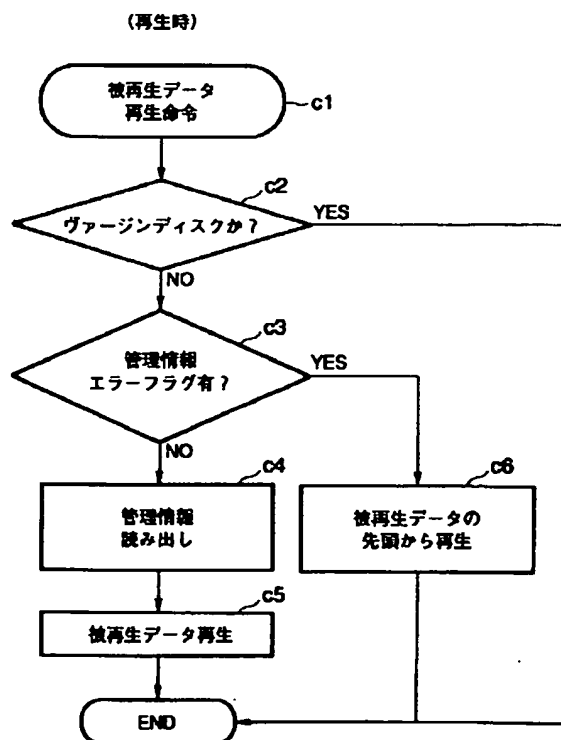 (再生時)
被再生データ
再生命令
c1
c2
ヴァージンディスクか?
YES
NO
c3
管理情報
エラーフラグ有?
YES
NO
c4
管理情報
読み出し
c6
被再生データの
先頭から再生
c5
被再生データ再生
END